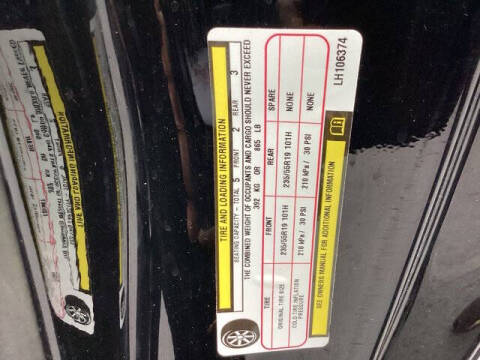 TIRE AND LOADING INFORMATION
SEATING CAPACITY - TOTAL 5 FRONT 2 REAR 3
THE COMBINED WEIGHT OF OCCUPANTS AND CARGO SHOULD NEVER EXCEED
392 KG OR 865 LB
TIRE FRONT REAR SPARE
ORIGINAL TIRE SIZE 235/55R19 101H 235/55R19 101H NONE
COLD TIRE INFLATION PRESSURE 210 kPa / 30 PSI 210 kPa / 30 PSI NONE
SEE OWNERS MANUAL FOR ADDITIONAL INFORMATION
LH106374